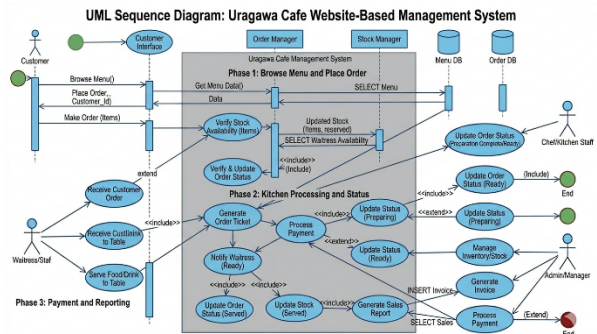 UML Sequence Diagram: Uragawa Cafe Website-Based Management System
Customer
Customer
Interface
Order Manager
Stock Manager
Menu DB
Order DB
Uragawa Cafe Management System
Phase 1: Browse Menu and Place Order
Browse Menu()
Get Menu Data()
SELECT Menu
Place Order,..
Customer_Id)
Data
Make Order (Items)
Verify Stock
Availability (Items)
Updated Stock
(Items, reserved)
SELECT Waitress Availability
Update Order Status
(Preparation Complete/Ready)
Chef/Kitchen Staff
extend
Verify & Update
Order Status
<<include>>
(Include)
Phase 2: Kitchen Processing and Status
Receive Customer
Order
<<include>>
Update Order
Status (Ready)
(Include)
End
Waitress/Staf
Receive Cust/Drink
to Table
<<include>>
Generate
Order Ticket
Process
Payment
<<include>>
Update Status
(Preparing)
<<extend>>
Update Status
(Preparing)
Serve Food/Drink
to Table
Notify Waitress
(Ready)
<<extend>>
Update Status
(Ready)
Manage
Inventory/Stock
Admin/Manager
Phase 3: Payment and Reporting
<<include>>
<<include>>
INSERT Invoice
Generate
Invoice
Update Order
Status (Served)
Update Stock
(Served)
<<include>>
Generate Sales
Report
SELECT Sales
Process
Payment
(Extend)
End